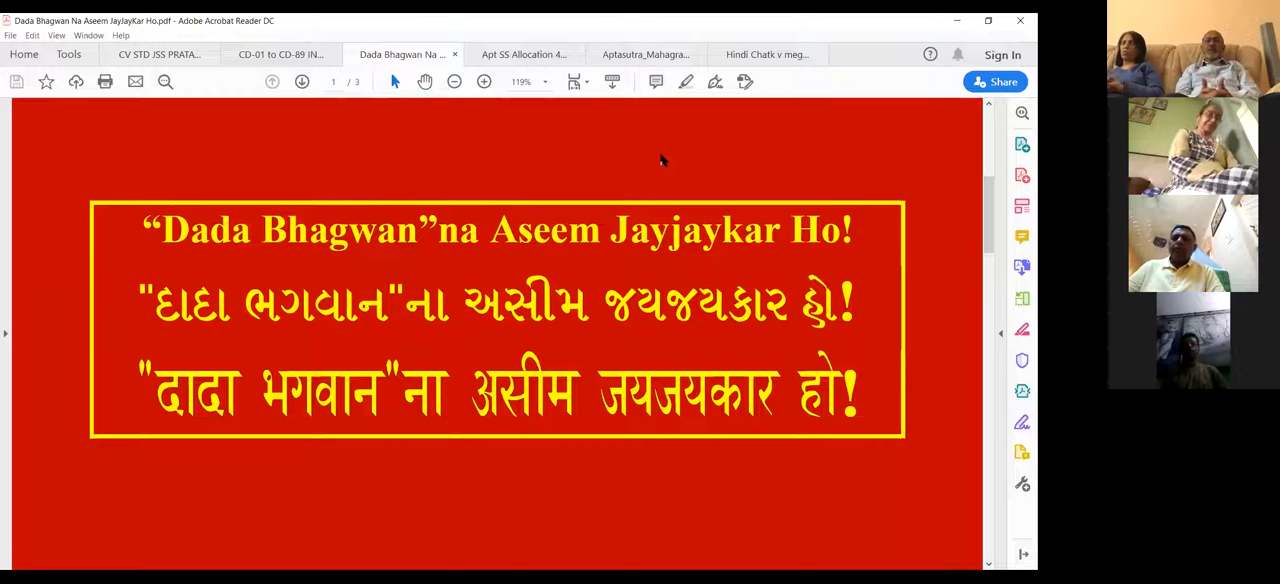 Dada Bhagwan Na Aseem JayJayKar Ho.pdf - Adobe Acrobat Reader DC
File Edit View Window Help
Home Tools CV STD JSS PRATA... CD-01 to CD-89 IN... Dada Bhagwan Na ... × Apt SS Allocation 4... Aptasutra_Mahagra... Hindi Chatk v meg... Sign In
1 / 3 119% Share
“Dada Bhagwan”na Aseem Jayjaykar Ho!
"દાદા ભગવાન"ના અસીમ જયજયકાર હો!
"दादा भगवान"ना असीम जयजयकार हो!